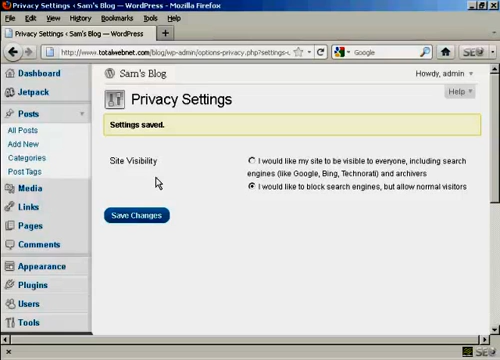 Privacy Settings ‹ Sam's Blog — WordPress - Mozilla Firefox
File Edit View History Bookmarks Tools Help
Privacy Settings ‹ Sam's Blog — WordPress
http://www.totalwebnet.com/blog/wp-admin/options-privacy.php?settings-u
Google
Sam's Blog
Howdy, admin
Help
Privacy Settings
Settings saved.
Site Visibility
I would like my site to be visible to everyone, including search
engines (like Google, Bing, Technorati) and archivers
I would like to block search engines, but allow normal visitors
Save Changes
Dashboard
Jetpack
Posts
All Posts
Add New
Categories
Post Tags
Media
Links
Pages
Comments
Appearance
Plugins
Users
Tools